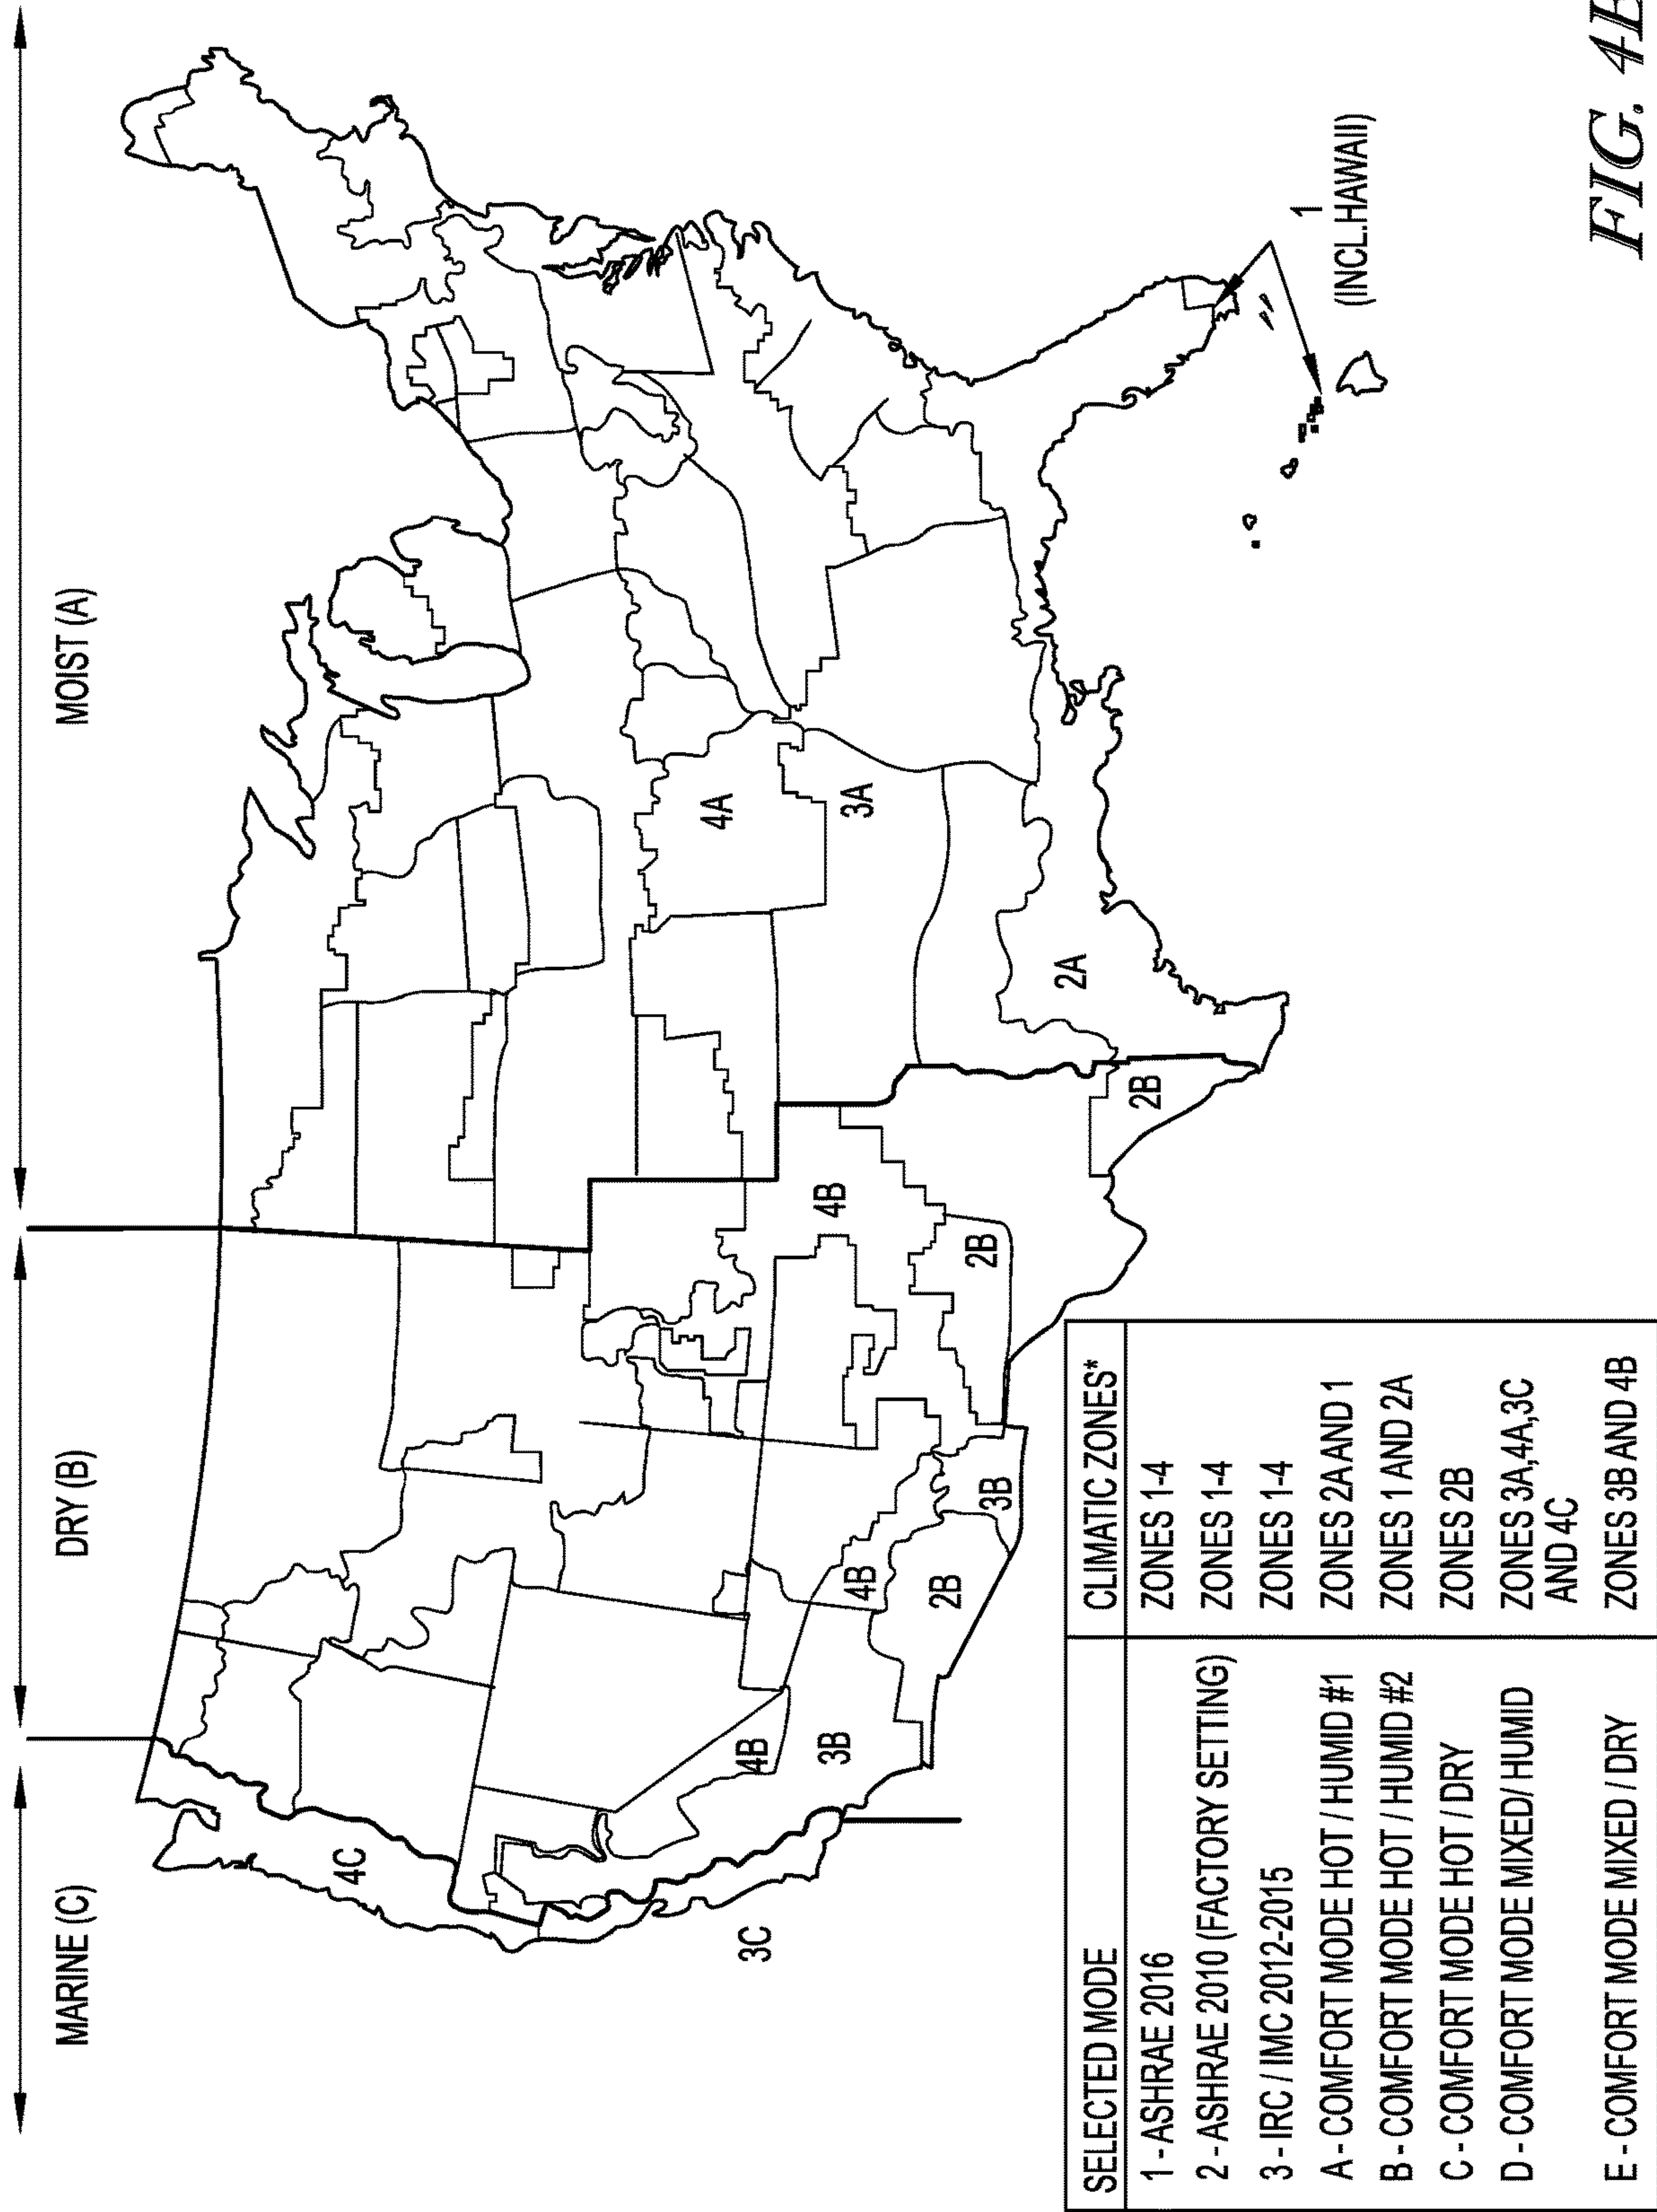 MARINE (C)
DRY (B)
MOIST (A)
4C
3C
4B
3B
4B
2B
3B
4B
2B
2B
4A
3A
2A
1
(INCL.HAWAII)
SELECTED MODE CLIMATIC ZONES*
1 - ASHRAE 2016 ZONES 1-4
2 - ASHRAE 2010 (FACTORY SETTING) ZONES 1-4
3 - IRC / IMC 2012-2015 ZONES 1-4
A - COMFORT MODE HOT / HUMID #1 ZONES 2A AND 1
B - COMFORT MODE HOT / HUMID #2 ZONES 1 AND 2A
C - COMFORT MODE HOT / DRY ZONES 2B
D - COMFORT MODE MIXED/ HUMID ZONES 3A,4A,3C
AND 4C
E - COMFORT MODE MIXED / DRY ZONES 3B AND 4B
FIG. 4B